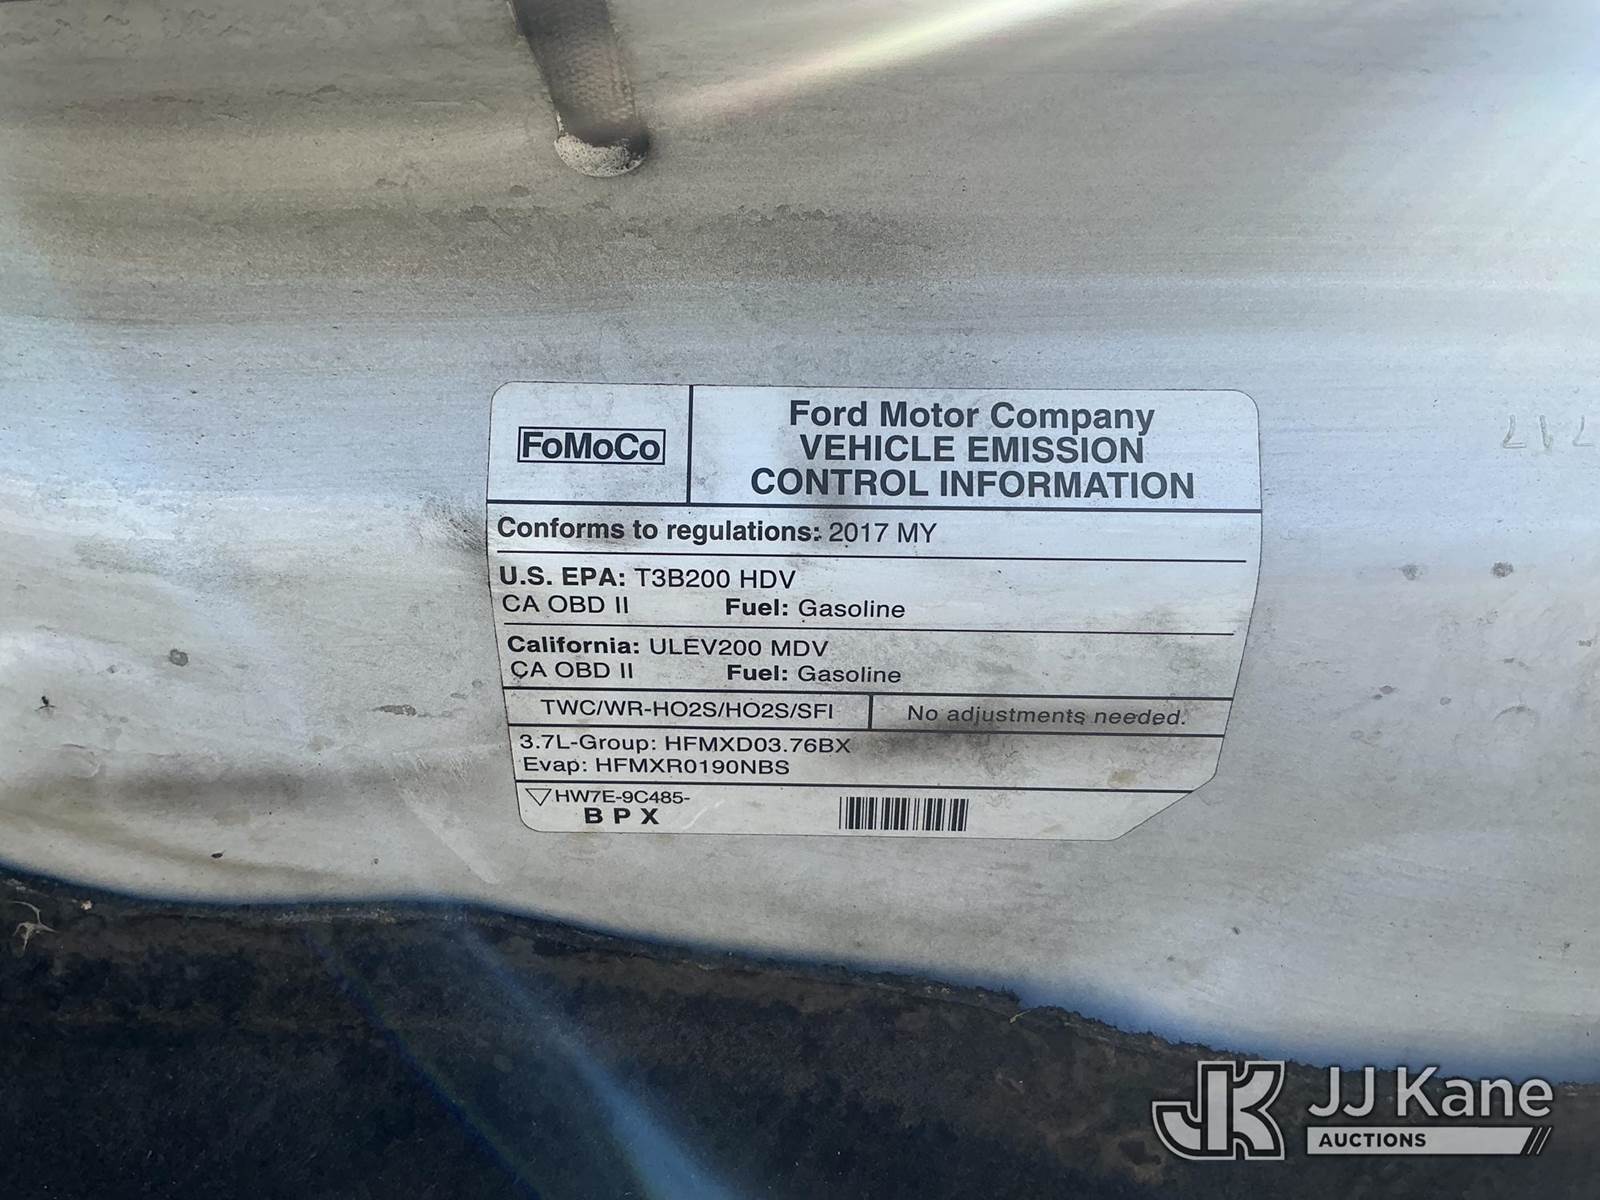 FoMoCo
Ford Motor Company
VEHICLE EMISSION
CONTROL INFORMATION
Conforms to regulations: 2017 MY
U.S. EPA: T3B200 HDV
CA OBD II Fuel: Gasoline
California: ULEV200 MDV
CA OBD II Fuel: Gasoline
TWC/WR-HO2S/HO2S/SFI No adjustments needed.
3.7L-Group: HFMXD03.76BX
Evap: HFMXR0190NBS
HW7E-9C485-
B P X
JK JJ Kane
AUCTIONS